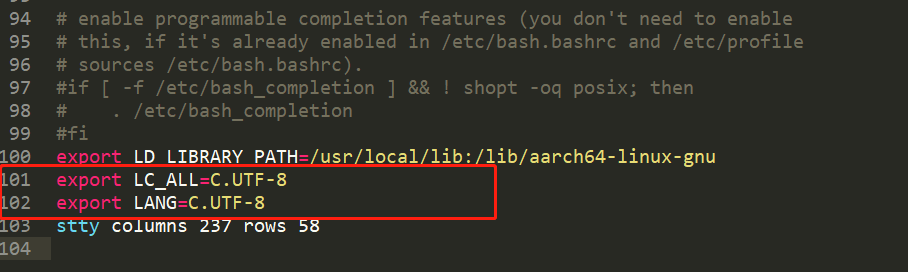 94 # enable programmable completion features (you don't need to enable
95 # this, if it's already enabled in /etc/bash.bashrc and /etc/profile
96 # sources /etc/bash.bashrc).
97 #if [ -f /etc/bash_completion ] && ! shopt -oq posix; then
98 #    . /etc/bash_completion
99 #fi
100 export LD_LIBRARY_PATH=/usr/local/lib:/lib/aarch64-linux-gnu
101 export LC_ALL=C.UTF-8
102 export LANG=C.UTF-8
103 stty columns 237 rows 58
104